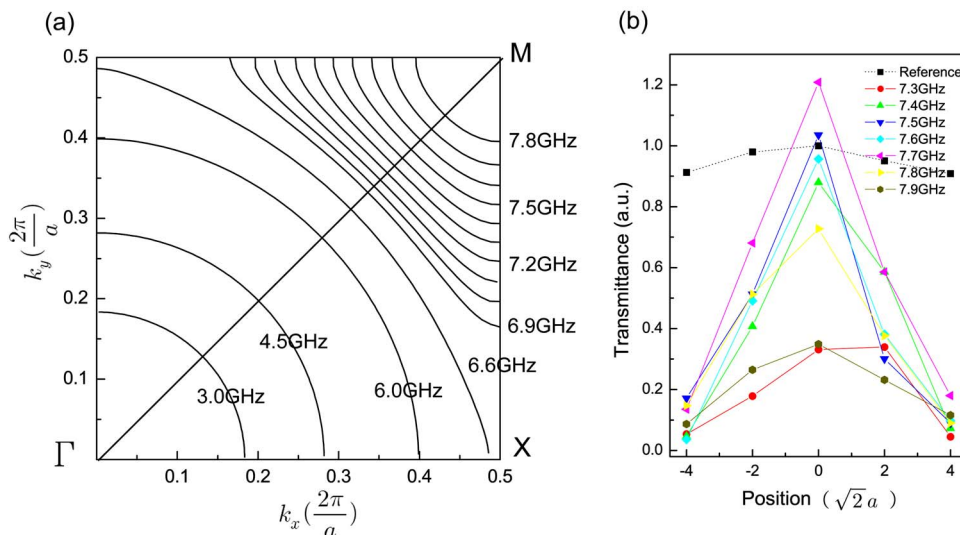 (a)
0.5
0.4
0.3
0.2
0.1
k_y(2π/a)
Γ
M
X
7.8GHz
7.5GHz
7.2GHz
6.9GHz
6.6GHz
6.0GHz
4.5GHz
3.0GHz
0.1 0.2 0.3 0.4 0.5
k_x(2π/a)
(b)
Transmittance (a.u.)
1.2
1.0
0.8
0.6
0.4
0.2
0.0
Reference
7.3GHz
7.4GHz
7.5GHz
7.6GHz
7.7GHz
7.8GHz
7.9GHz
-4 -2 0 2 4
Position (√2a)